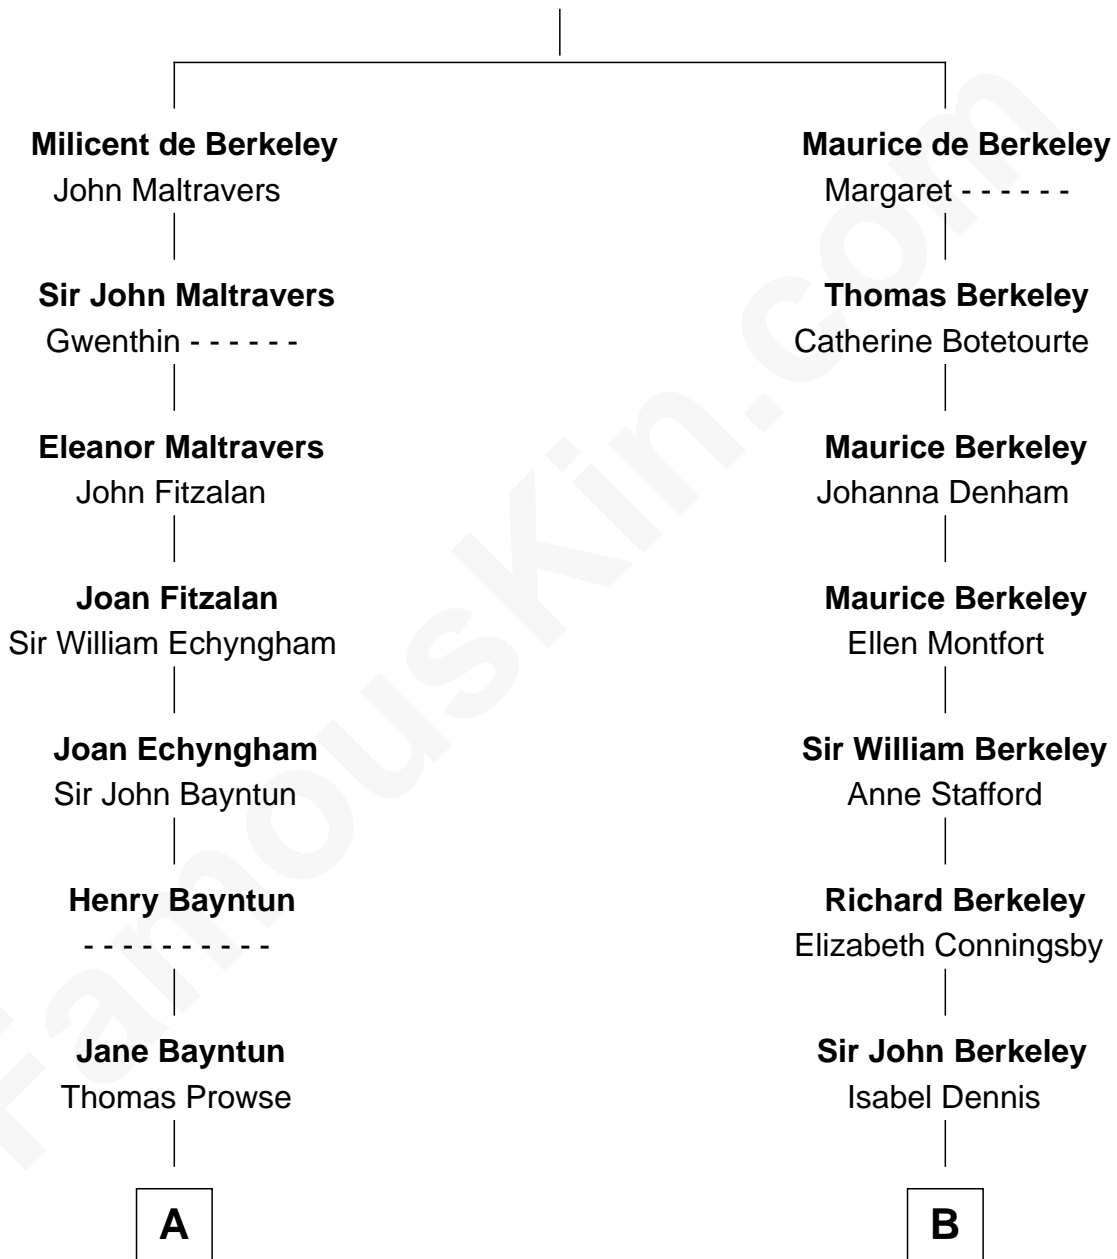 Milicent de Berkeley
John Maltravers
Sir John Maltravers
Gwenthin - - - - - -
Eleanor Maltravers
John Fitzalan
Joan Fitzalan
Sir William Echyngham
Joan Echyngham
Sir John Bayntun
Henry Bayntun
- - - - - - - - - -
Jane Bayntun
Thomas Prowse
A
Maurice de Berkeley
Margaret - - - - - -
Thomas Berkeley
Catherine Botetourte
Maurice Berkeley
Johanna Denham
Maurice Berkeley
Ellen Montfort
Sir William Berkeley
Anne Stafford
Richard Berkeley
Elizabeth Conningsby
Sir John Berkeley
Isabel Dennis
B
FamousKin.com